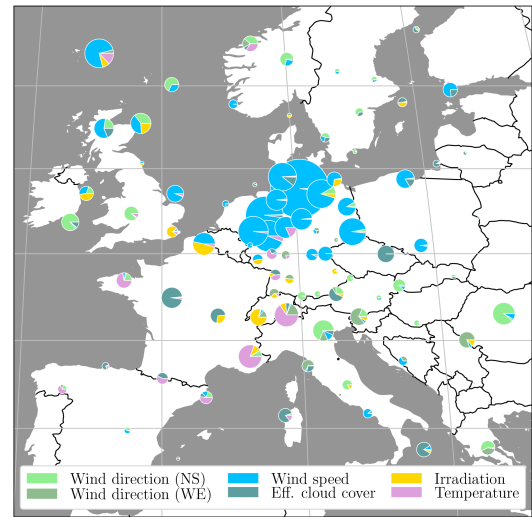 Wind direction (NS)
Wind direction (WE)
Wind speed
Eff. cloud cover
Irradiation
Temperature